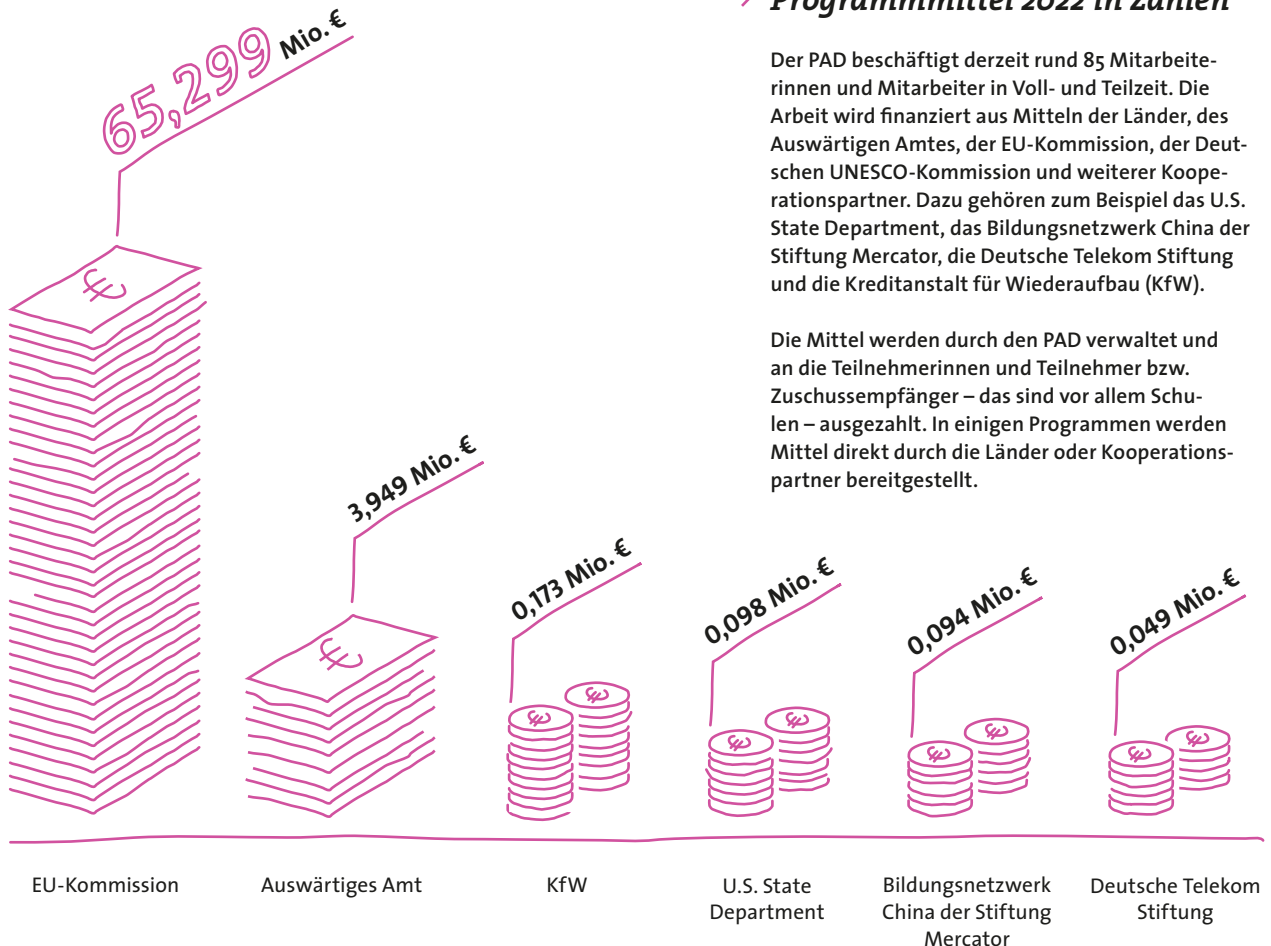 Programmmittel 2022 in Zahlen
Der PAD beschäftigt derzeit rund 85 Mitarbeite-
rinnen und Mitarbeiter in Voll- und Teilzeit. Die
Arbeit wird finanziert aus Mitteln der Länder, des
Auswärtigen Amtes, der EU-Kommission, der Deut-
schen UNESCO-Kommission und weiterer Koope-
rationspartner. Dazu gehören zum Beispiel das U.S.
State Department, das Bildungsnetzwerk China der
Stiftung Mercator, die Deutsche Telekom Stiftung
und die Kreditanstalt für Wiederaufbau (KfW).
Die Mittel werden durch den PAD verwaltet und
an die Teilnehmerinnen und Teilnehmer bzw.
Zuschussempfänger – das sind vor allem Schu-
len – ausgezahlt. In einigen Programmen werden
Mittel direkt durch die Länder oder Kooperations-
partner bereitgestellt.
65,299 Mio. €
3,949 Mio. €
0,173 Mio. €
0,098 Mio. €
0,094 Mio. €
0,049 Mio. €
EU-Kommission
Auswärtiges Amt
KfW
U.S. State
Department
Bildungsnetzwerk
China der Stiftung
Mercator
Deutsche Telekom
Stiftung